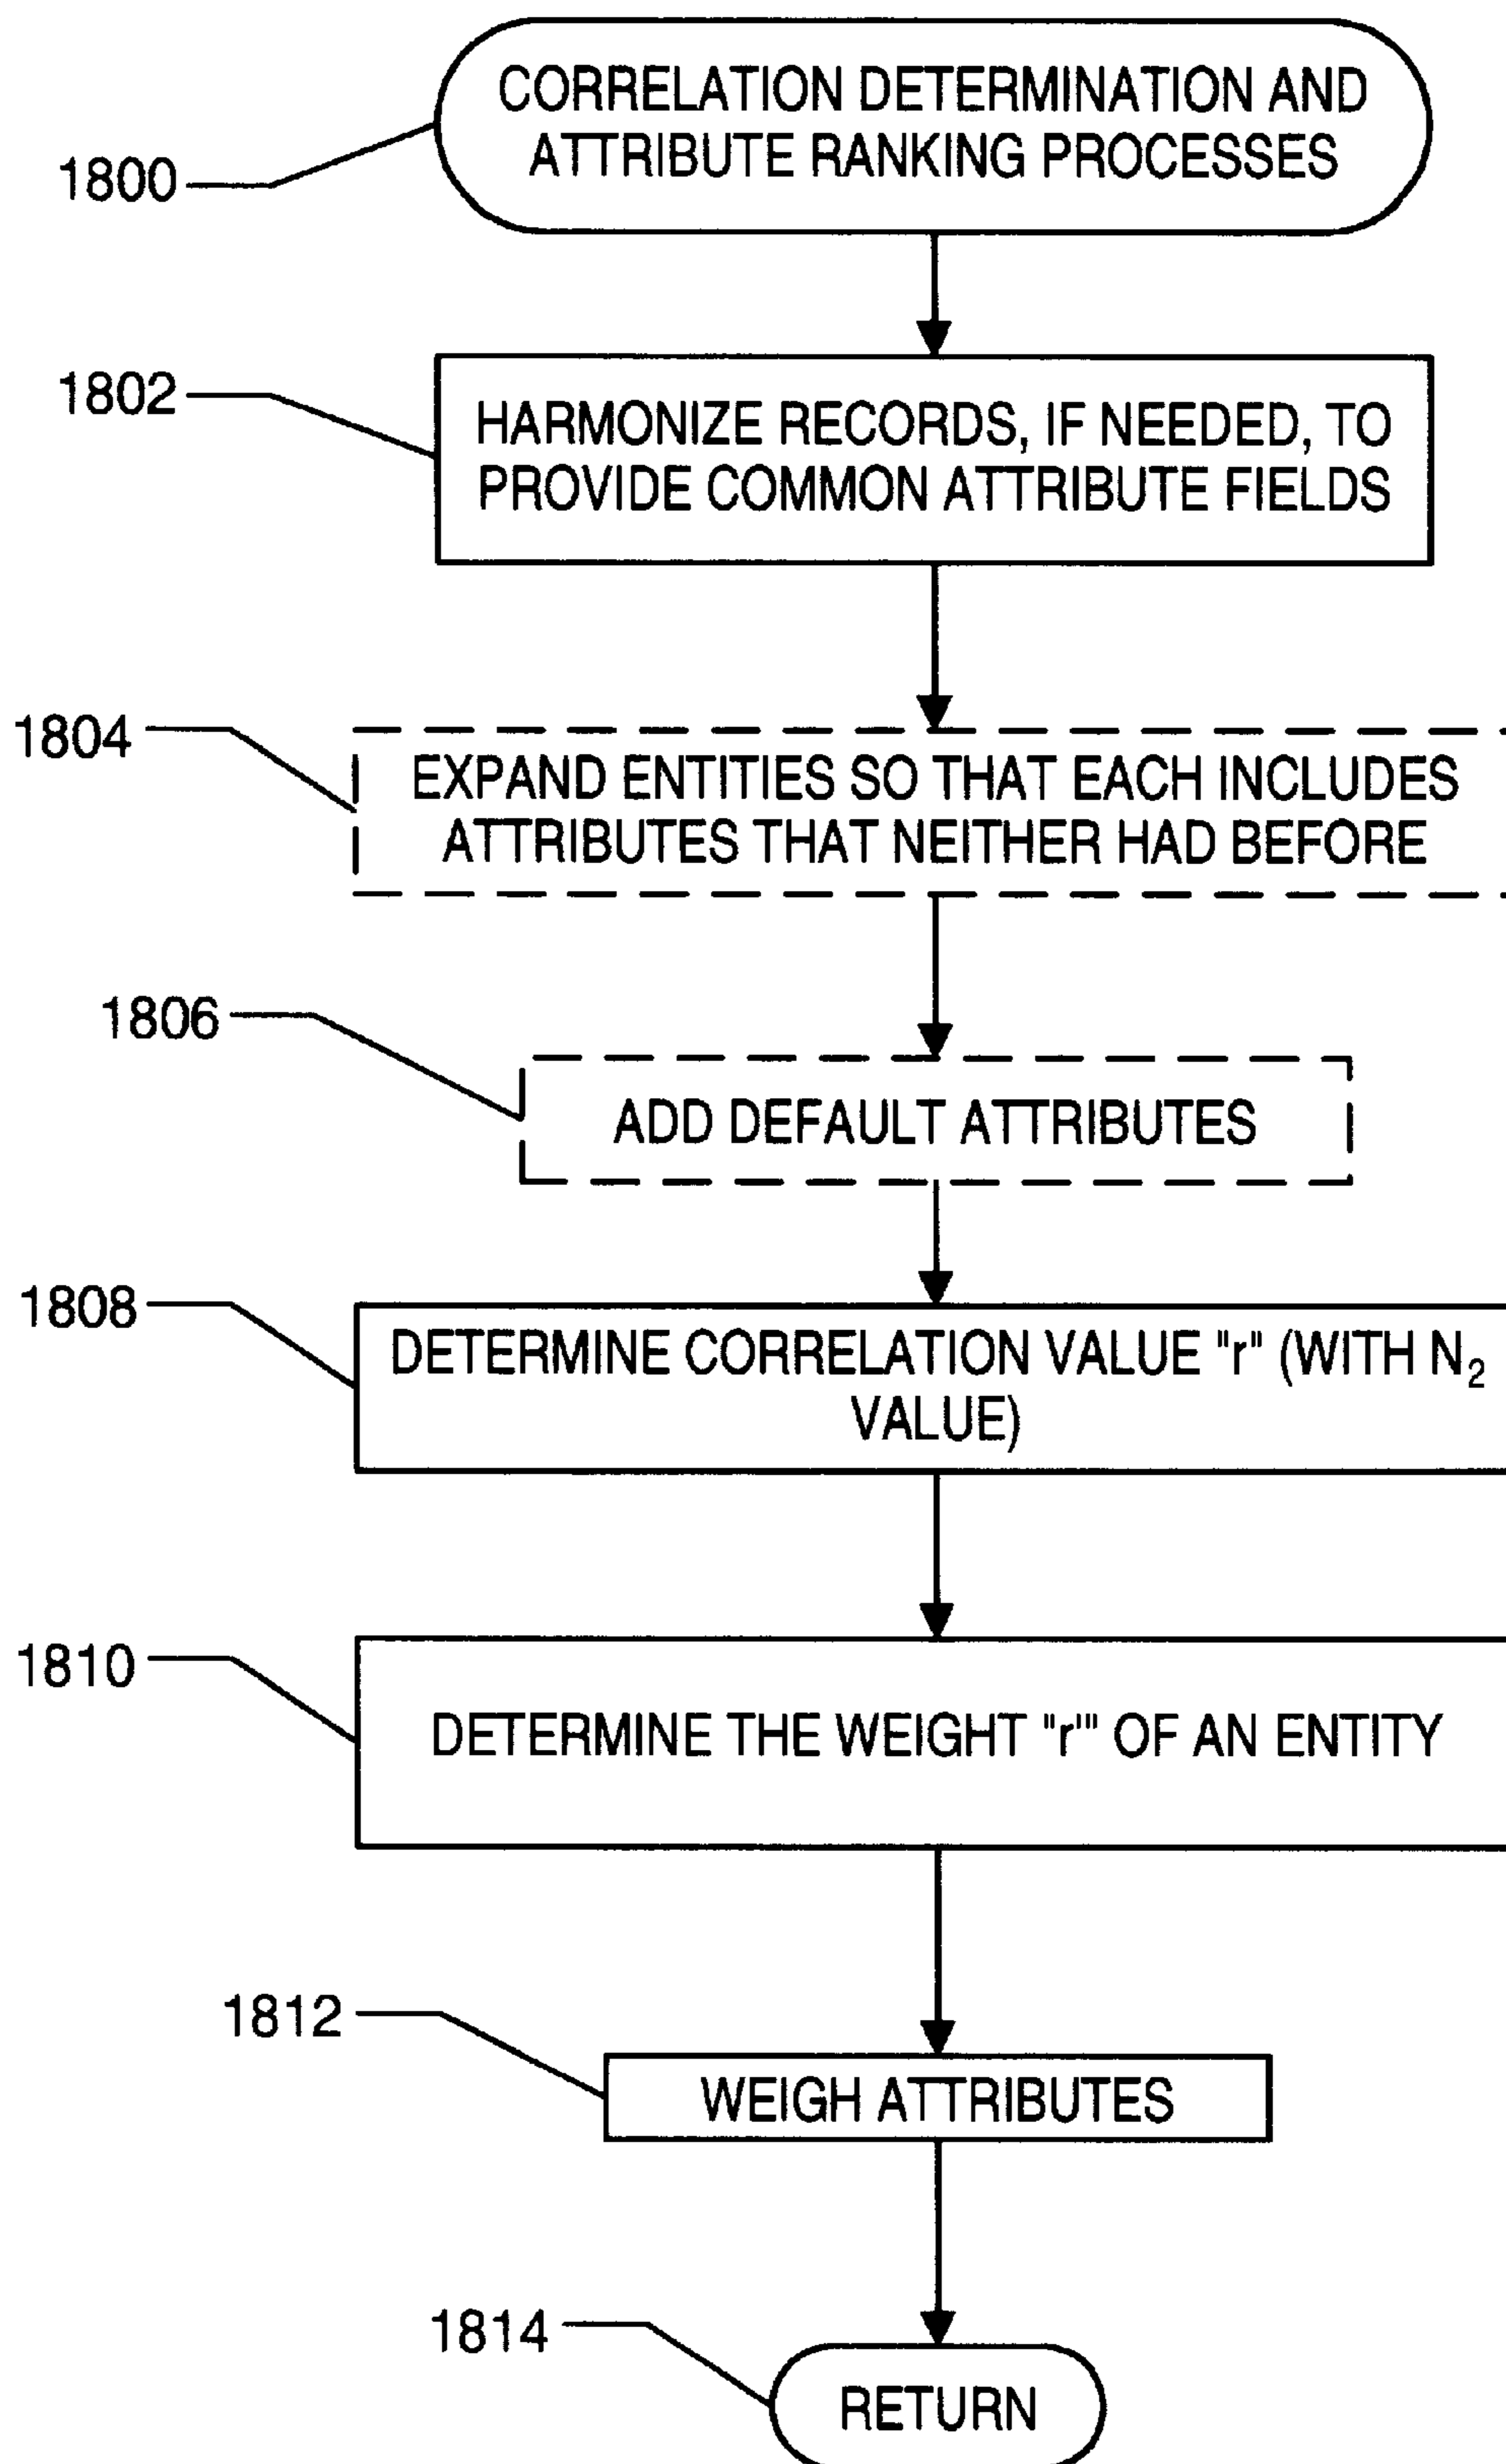 CORRELATION DETERMINATION AND
ATTRIBUTE RANKING PROCESSES
1800
1802
HARMONIZE RECORDS, IF NEEDED, TO
PROVIDE COMMON ATTRIBUTE FIELDS
1804
EXPAND ENTITIES SO THAT EACH INCLUDES
ATTRIBUTES THAT NEITHER HAD BEFORE
1806
ADD DEFAULT ATTRIBUTES
1808
DETERMINE CORRELATION VALUE "r" (WITH N₂
VALUE)
1810
DETERMINE THE WEIGHT "r'" OF AN ENTITY
1812
WEIGH ATTRIBUTES
1814
RETURN